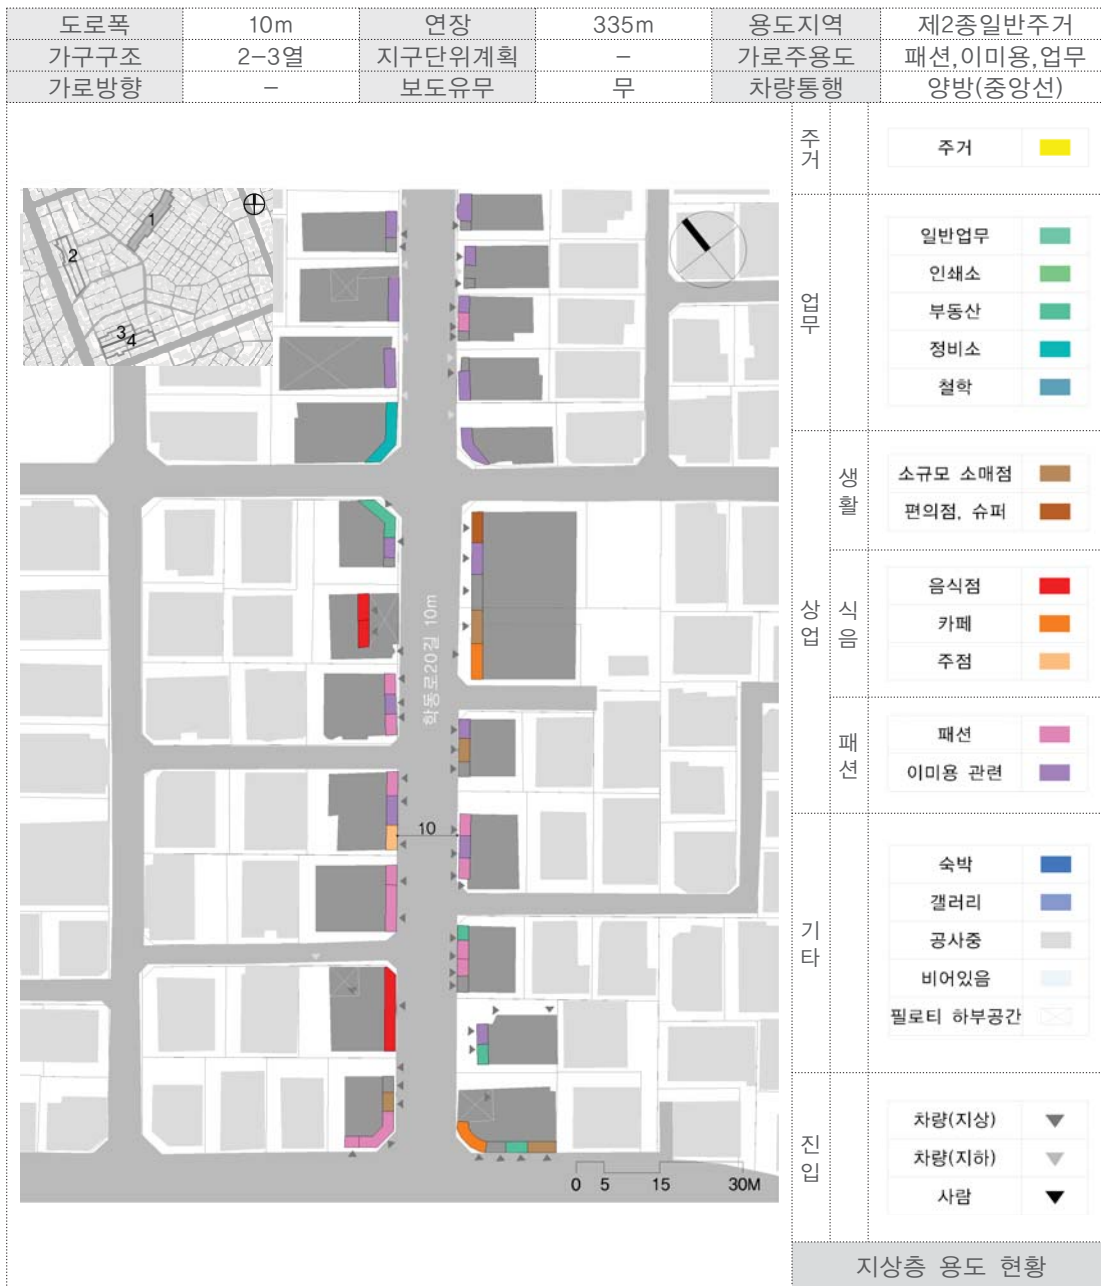 도로폭 10m 연장 335m 용도지역 제2종일반주거
가구구조 2-3열 지구단위계획 - 가로주용도 패션,이미용,업무
가로방향 - 보도유무 무 차량통행 양방(중앙선)
1
2
3
4
학동로20길 10m
10
0 5 15 30M
주거
주거
업무
일반업무
인쇄소
부동산
정비소
철학
상업
생활
소규모 소매점
편의점, 슈퍼
식음
음식점
카페
주점
패션
패션
이미용 관련
기타
숙박
갤러리
공사중
비어있음
필로티 하부공간
진입
차량(지상)
차량(지하)
사람
지상층 용도 현황